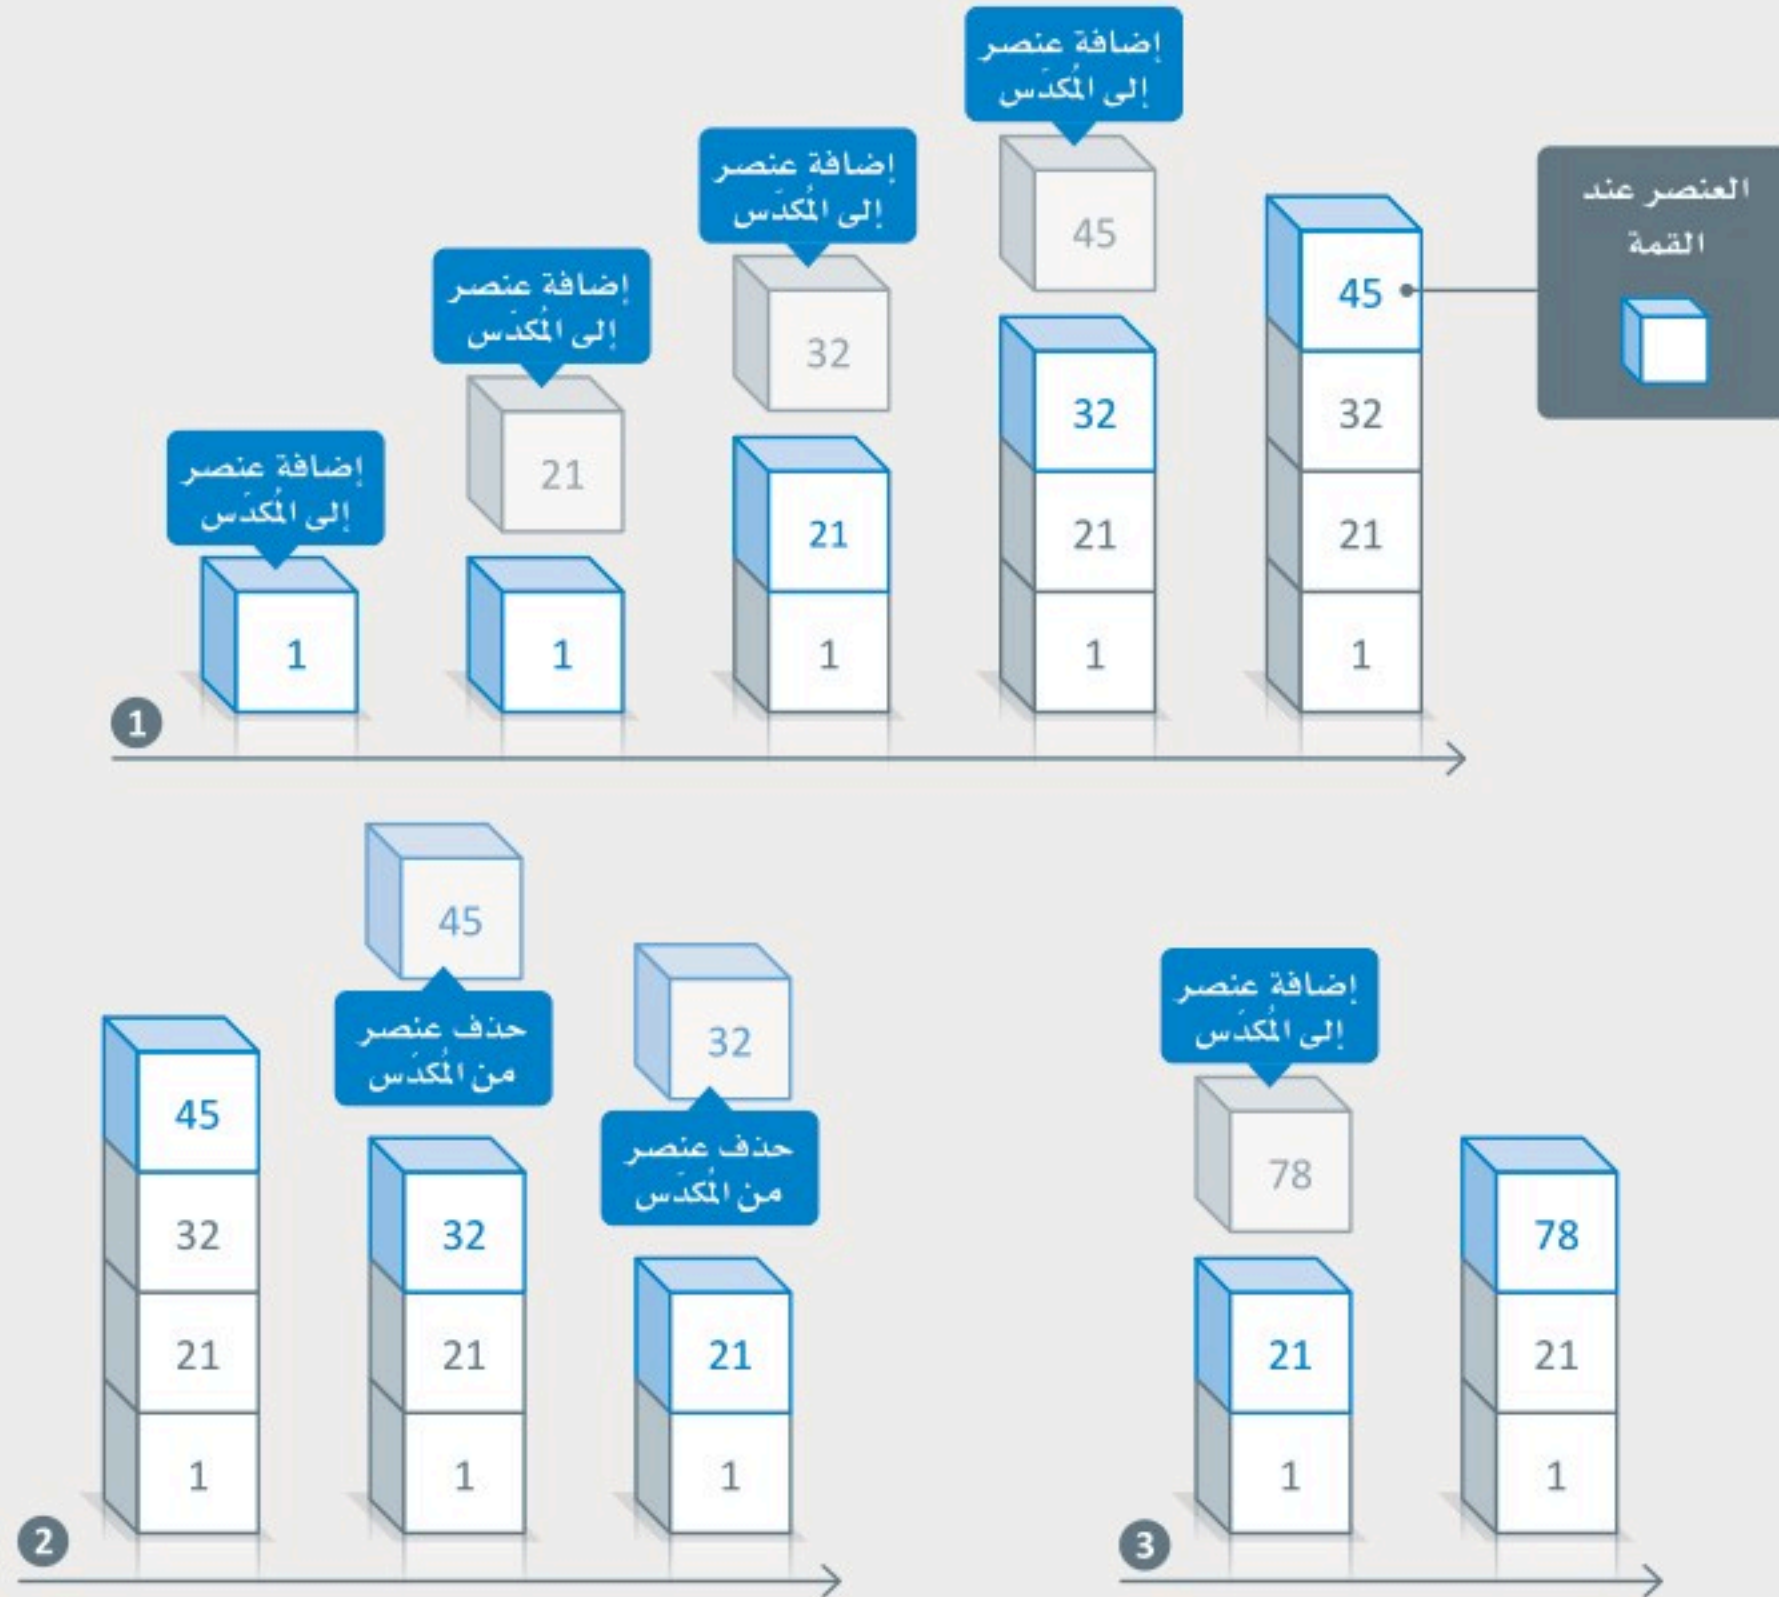 إضافة عنصر
إلى المُكدَس
1
إضافة عنصر
إلى المُكدَس
21
1
إضافة عنصر
إلى المُكدَس
32
21
1
إضافة عنصر
إلى المُكدَس
45
32
21
1
45
32
21
1
العنصر عند
القمة
1
45
32
21
1
45
حذف عنصر
من المُكدَس
32
21
1
32
حذف عنصر
من المُكدَس
21
1
2
إضافة عنصر
إلى المُكدَس
78
21
1
78
21
1
3